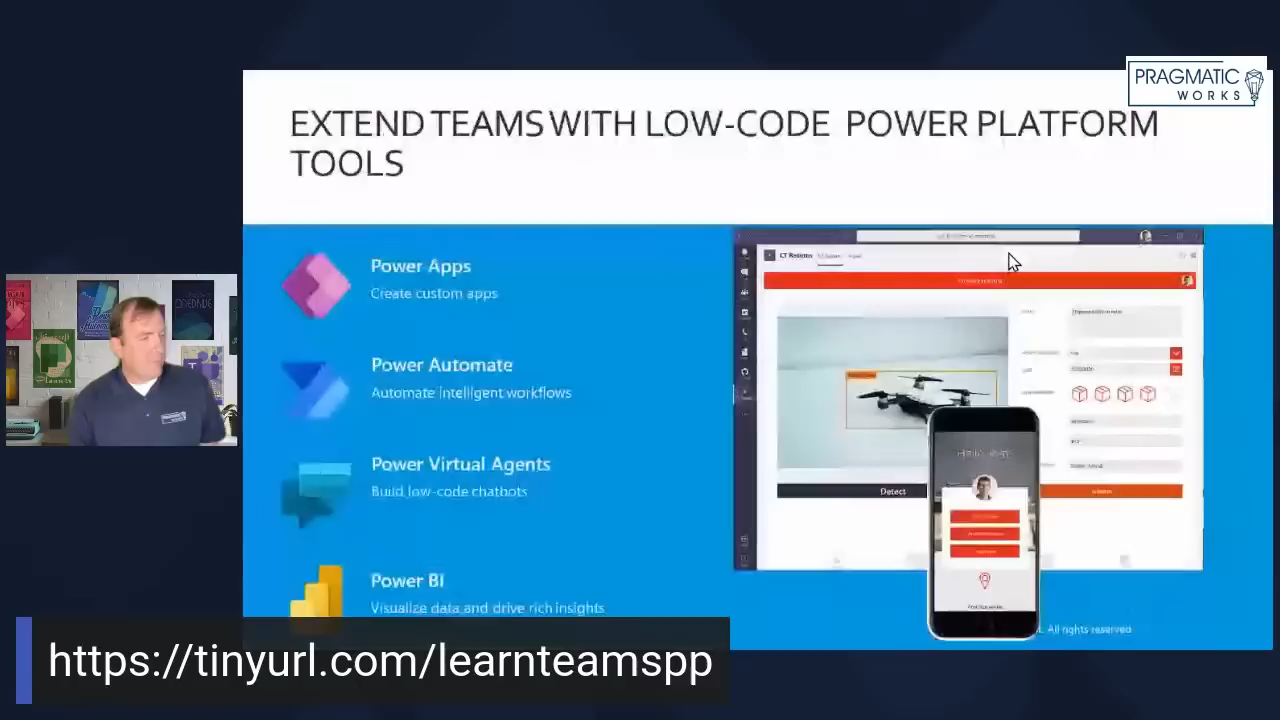 PRAGMATIC
WORKS
EXTEND TEAMS WITH LOW-CODE POWER PLATFORM
TOOLS
Power Apps
Create custom apps
Power Automate
Automate intelligent workflows
Power Virtual Agents
Build low-code chatbots
Power BI
Visualize data and drive rich insights
Detect
All rights reserved
https://tinyurl.com/learnteamspp